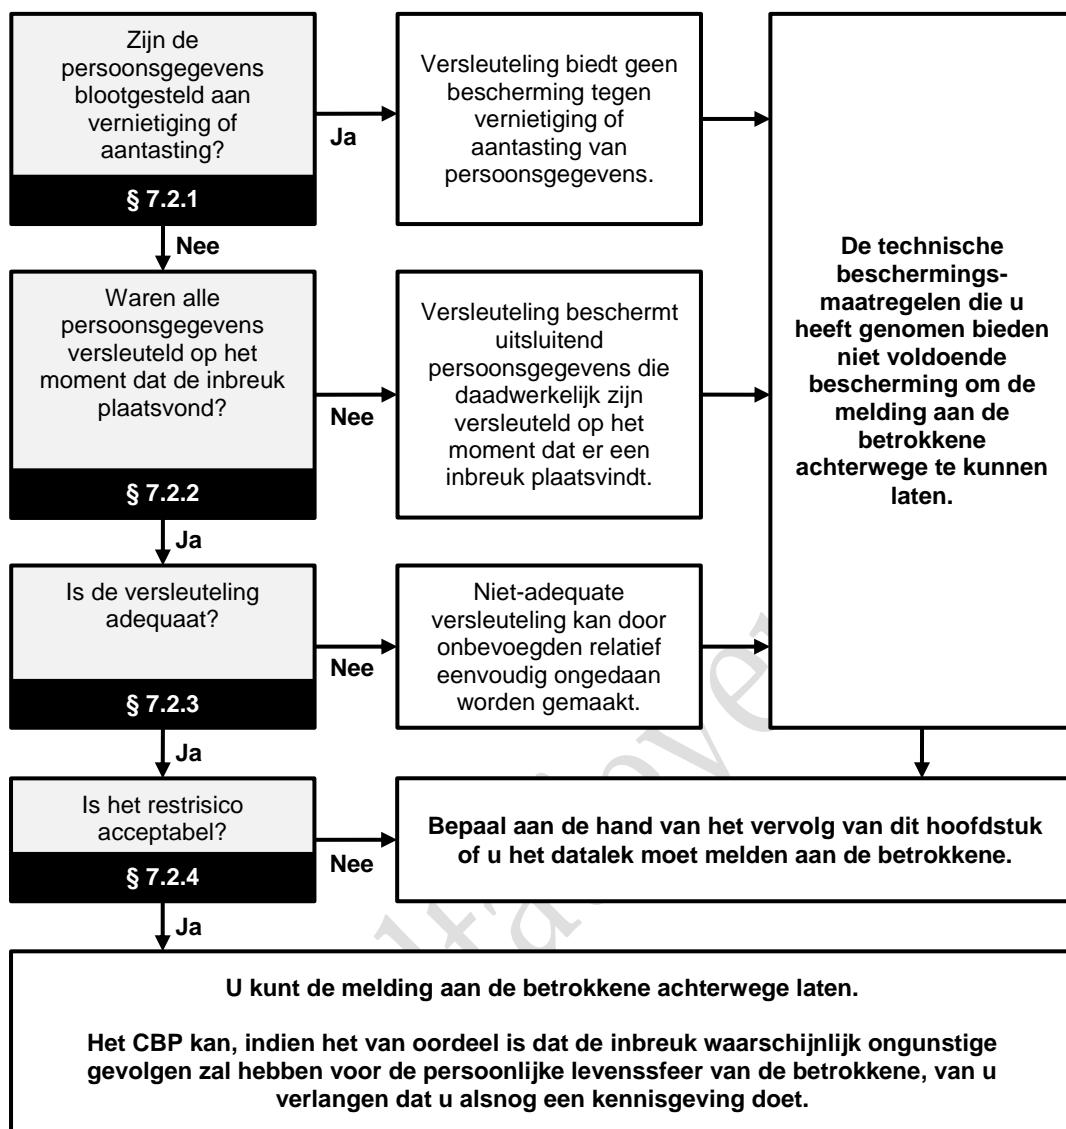 Zijn de
persoonsgegevens
blootgesteld aan
vernietiging of
aantasting?
§ 7.2.1
Ja
Versleuteling biedt geen
bescherming tegen
vernietiging of
aantasting van
persoonsgegevens.
Nee
Waren alle
persoonsgegevens
versleuteld op het
moment dat de inbreuk
plaatsvond?
§ 7.2.2
Nee
Versleuteling beschermt
uitsluitend
persoonsgegevens die
daadwerkelijk zijn
versleuteld op het
moment dat er een
inbreuk plaatsvindt.
De technische
beschermings-
maatregelen die u
heeft genomen bieden
niet voldoende
bescherming om de
melding aan de
betrokkene
achterwege te kunnen
laten.
Ja
Is de versleuteling
adequaat?
§ 7.2.3
Nee
Niet-adequate
versleuteling kan door
onbevoegden relatief
eenvoudig ongedaan
worden gemaakt.
Ja
Is het restrisico
acceptabel?
§ 7.2.4
Nee
Bepaal aan de hand van het vervolg van dit hoofdstuk
of u het datalek moet melden aan de betrokkene.
Ja
U kunt de melding aan de betrokkene achterwege laten.
Het CBP kan, indien het van oordeel is dat de inbreuk waarschijnlijk ongunstige
gevolgen zal hebben voor de persoonlijke levenssfeer van de betrokkene, van u
verlangen dat u alsnog een kennisgeving doet.